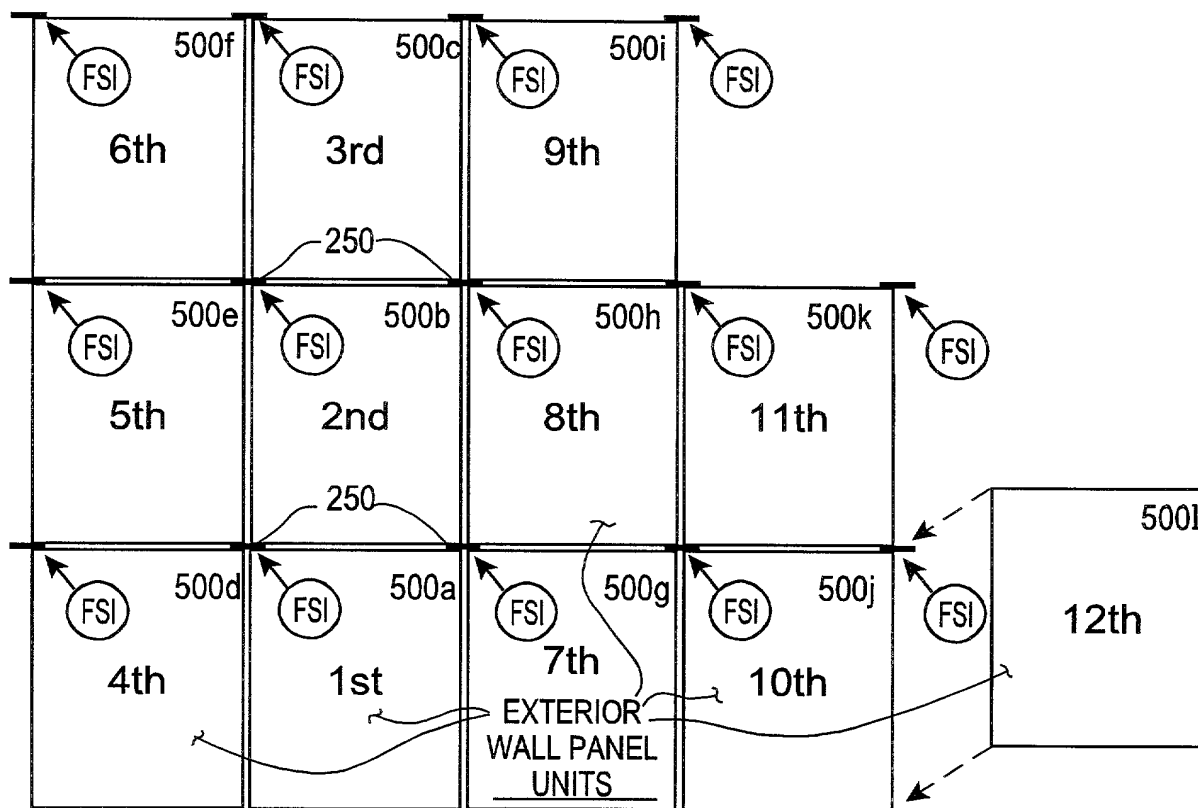 500f 500c 500i
FSI FSI FSI FSI
6th 3rd 9th
250
500e 500b 500h 500k
FSI FSI FSI FSI FSI
5th 2nd 8th 11th
250
500l
500d 500a 500g 500j
FSI FSI FSI FSI FSI
12th
4th 1st 7th 10th
EXTERIOR
WALL PANEL
UNITS